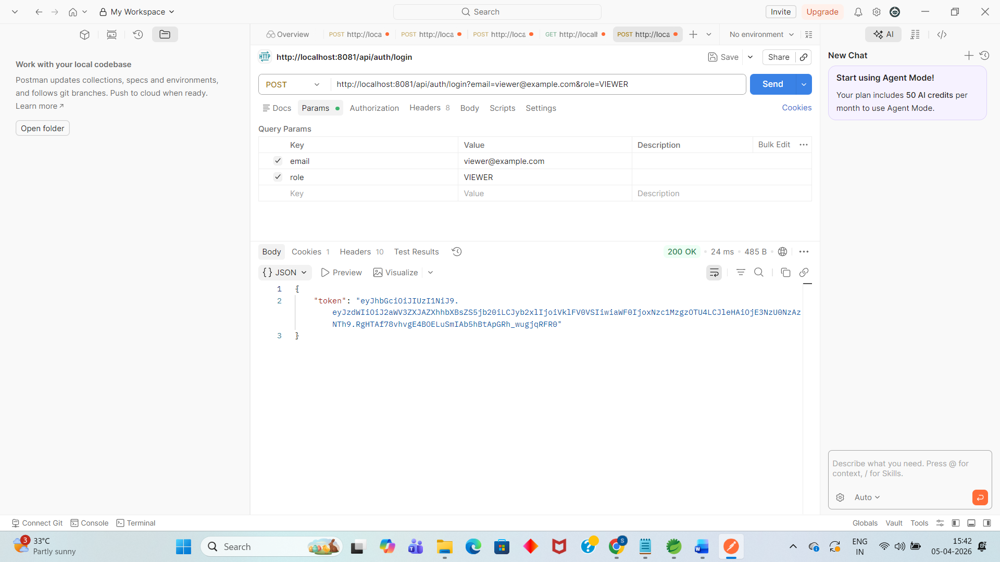 My Workspace
Search
Invite
Upgrade
Overview
POST http://loca
POST http://loca
POST http://loca
GET http://locall
POST http://loca
No environment
AI
Work with your local codebase
Postman updates collections, specs and environments,
and follows git branches. Push to cloud when ready.
Learn more ↗
Open folder
HTTP
http://localhost:8081/api/auth/login
Save
Share
POST
http://localhost:8081/api/auth/login?email=viewer@example.com&role=VIEWER
Send
Docs
Params
Authorization
Headers 8
Body
Scripts
Settings
Cookies
Query Params
Key Value Description Bulk Edit
email viewer@example.com
role VIEWER
Key Value Description
Body
Cookies 1
Headers 10
Test Results
200 OK • 24 ms • 485 B
{} JSON
Preview
Visualize
1 {
2 "token": "eyJhbGciOiJIUzI1NiJ9.
eyJzdWIiOiJ2aWV3ZXJAZXhhbXBsZS5jb20iLCJyb2xlIjoiVklFV0VSIiwiaWF0IjoxNzc1MzgzOTU4LCJleHAiOjE3NzU0NzAz
NTh9.RgHTAf78vhvgE4BOELuSmIAb5hBtApGRh_wugjqRFR0"
3 }
New Chat
Start using Agent Mode!
Your plan includes 50 AI credits per
month to use Agent Mode.
Describe what you need. Press @ for
context, / for Skills.
Auto
Connect Git
Console
Terminal
Globals
Vault
Tools
3
33°C
Partly sunny
Search
S
ENG
IN
15:42
05-04-2026